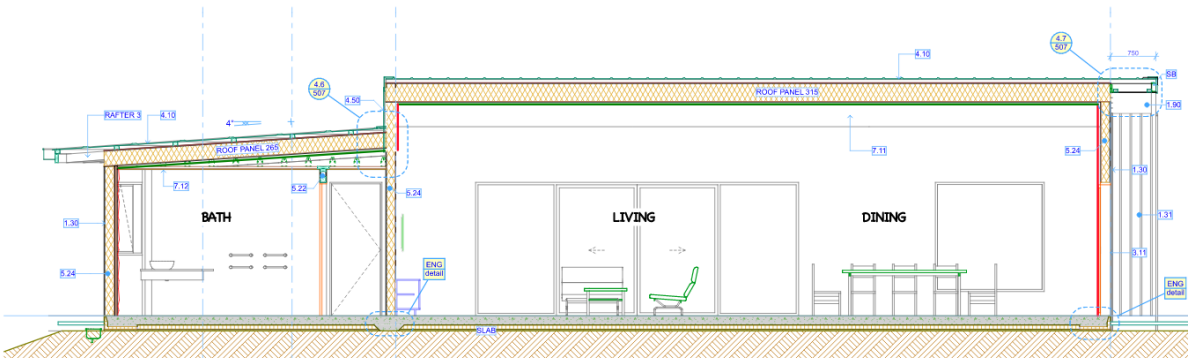 4.7
507
750
4.10
SB
4.6
507
4.50
ROOF PANEL 315
1.90
RAFTER 3
4.10
4°
ROOF PANEL 265
7.11
5.24
7.12
5.22
5.24
1.30
BATH
LIVING
DINING
1.30
1.31
3.11
5.24
ENG
detail
ENG
detail
SLAB